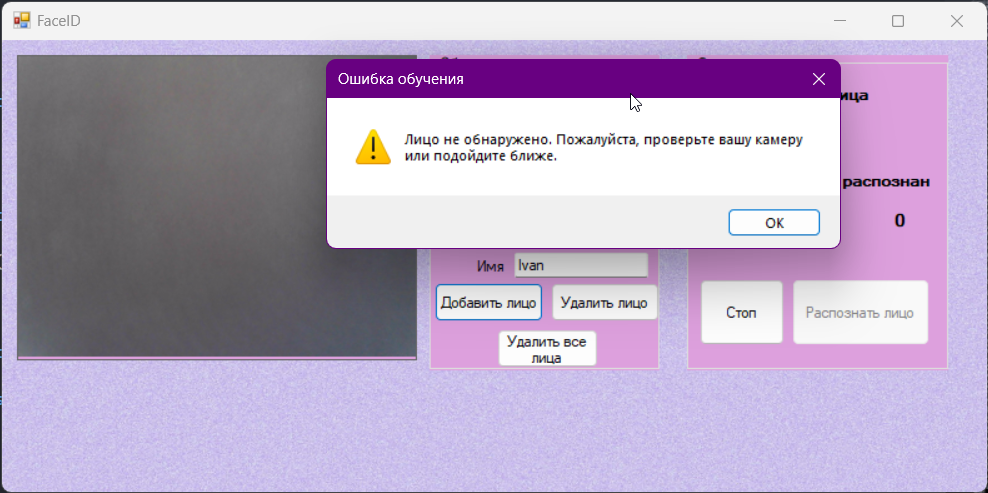 FaceID
Ошибка обучения
Лицо не обнаружено. Пожалуйста, проверьте вашу камеру
или подойдите ближе.
OK
ица
распознан
0
Имя
Ivan
Добавить лицо
Удалить лицо
Удалить все
лица
Стоп
Распознать лицо